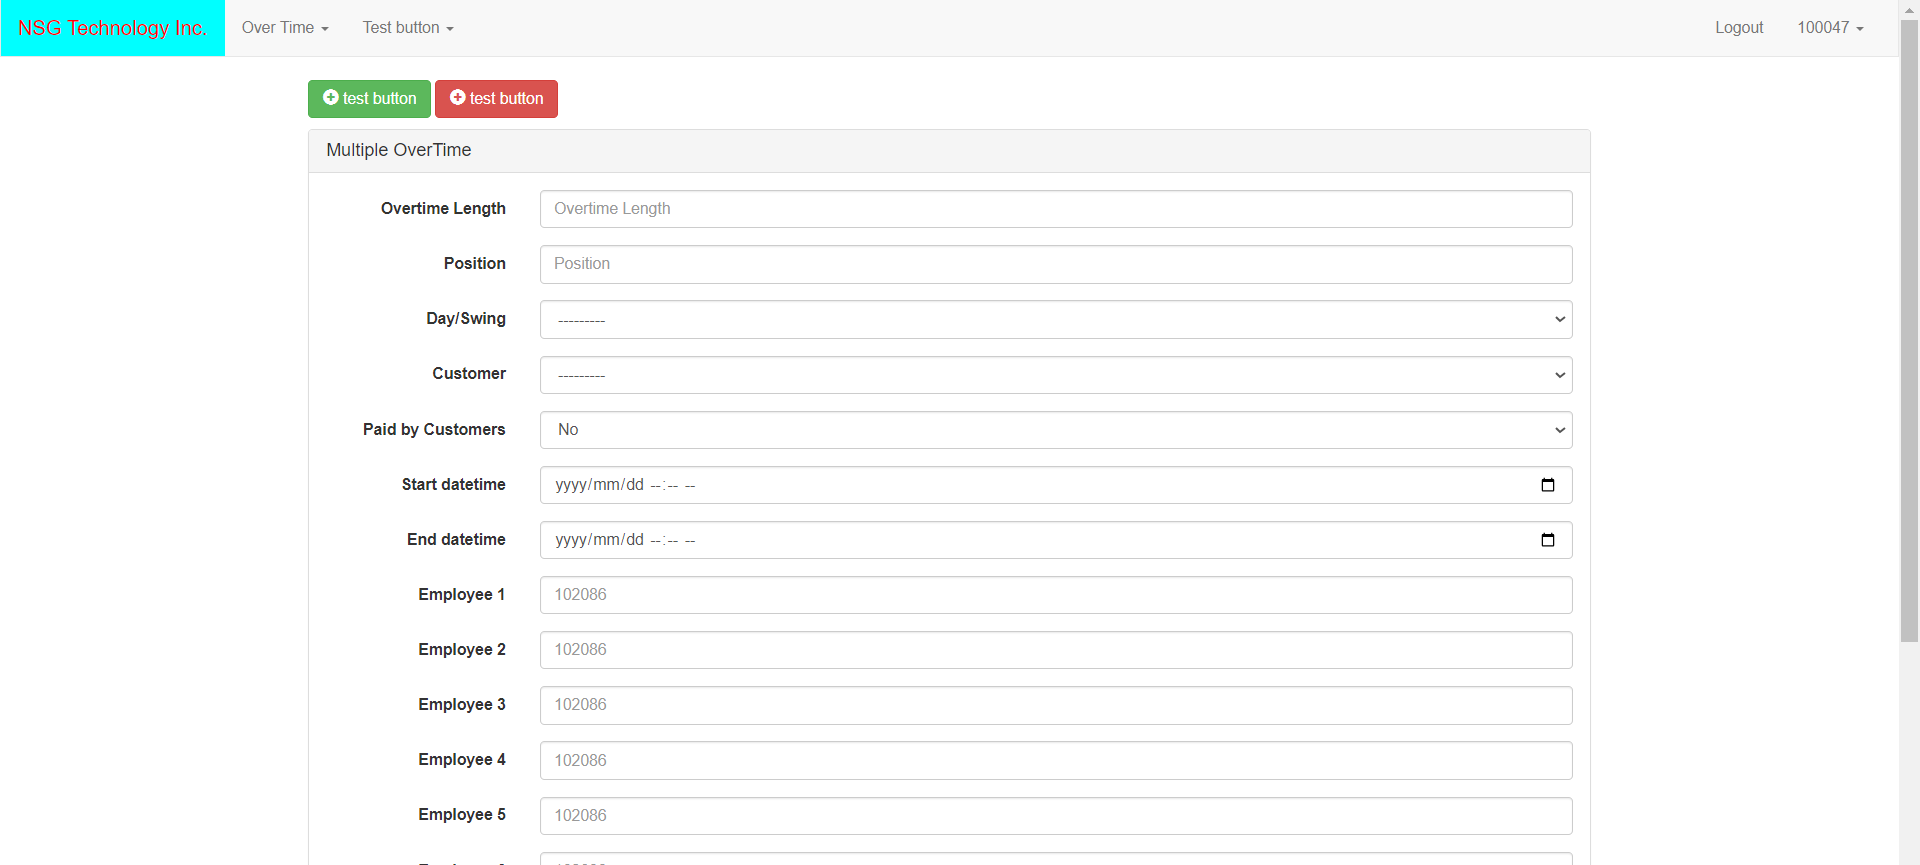 NSG Technology Inc. Over Time Test button Logout 100047
test button test button
Multiple OverTime
Overtime Length Overtime Length
Position Position
Day/Swing ---------
Customer ---------
Paid by Customers No
Start datetime yyyy/mm/dd --:-- --
End datetime yyyy/mm/dd --:-- --
Employee 1 102086
Employee 2 102086
Employee 3 102086
Employee 4 102086
Employee 5 102086